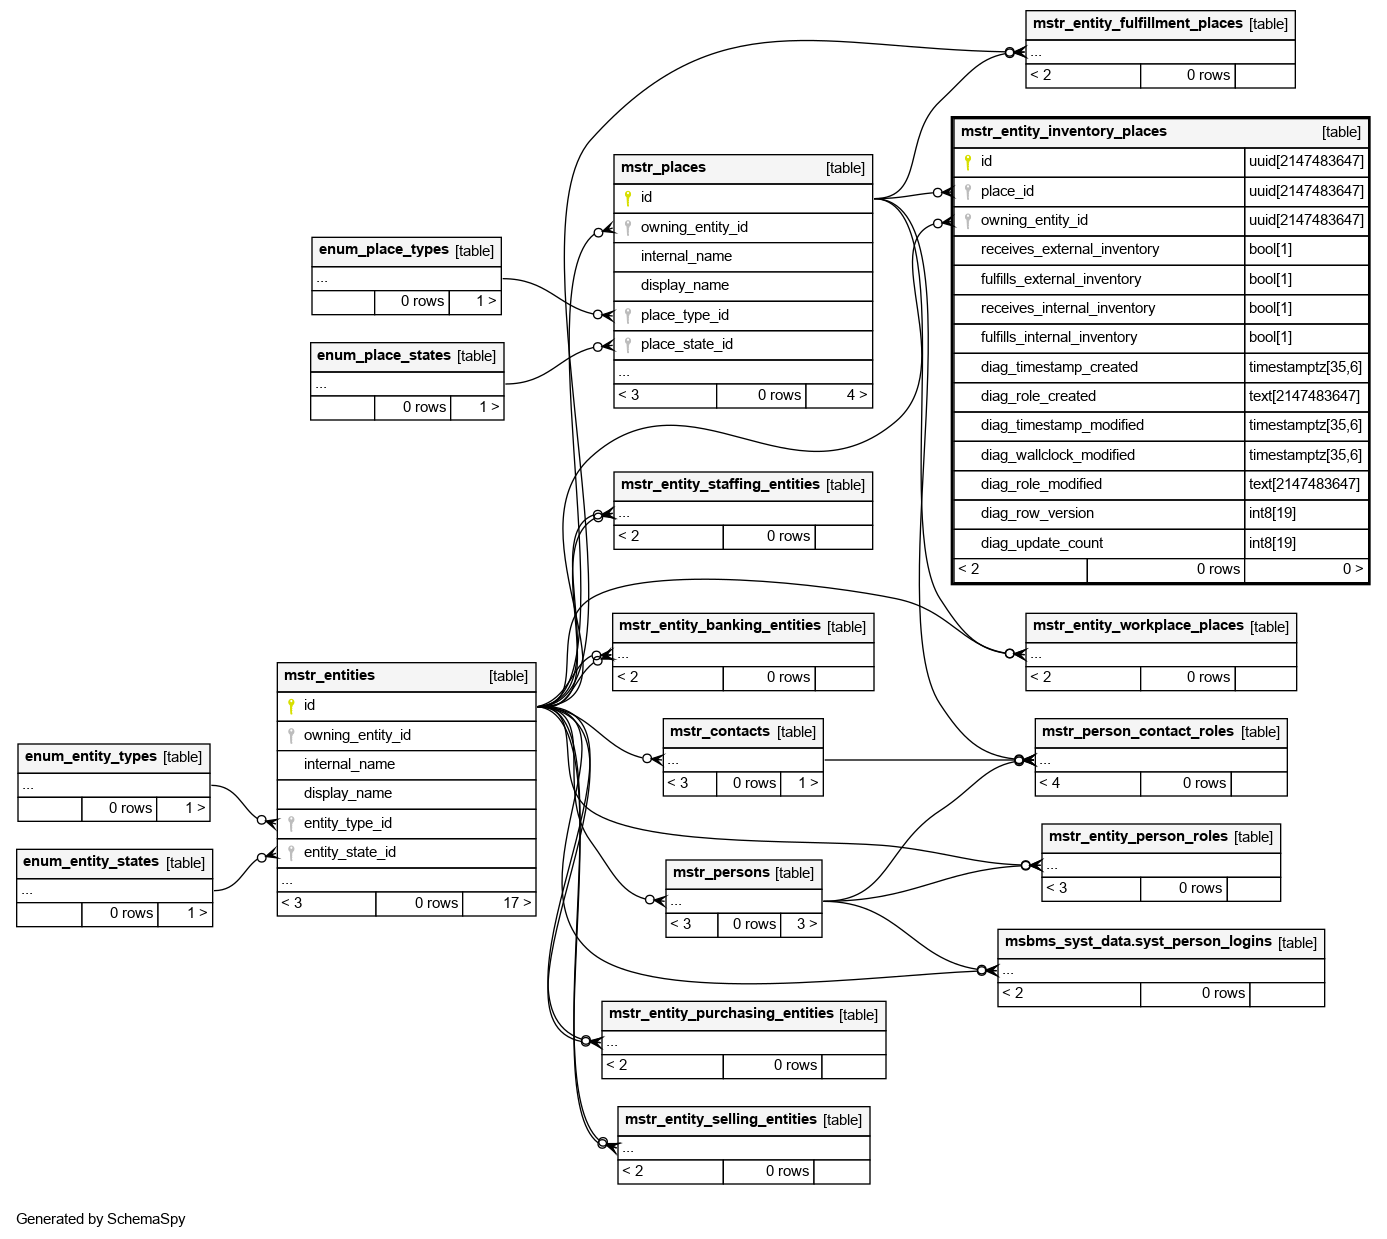 mstr_entity_fulfillment_places [table]
...
< 2 0 rows
mstr_entity_inventory_places [table]
id uuid[2147483647]
place_id uuid[2147483647]
owning_entity_id uuid[2147483647]
receives_external_inventory bool[1]
fulfills_external_inventory bool[1]
receives_internal_inventory bool[1]
fulfills_internal_inventory bool[1]
diag_timestamp_created timestamptz[35,6]
diag_role_created text[2147483647]
diag_timestamp_modified timestamptz[35,6]
diag_wallclock_modified timestamptz[35,6]
diag_role_modified text[2147483647]
diag_row_version int8[19]
diag_update_count int8[19]
< 2 0 rows 0 >
mstr_places [table]
id
owning_entity_id
internal_name
display_name
place_type_id
place_state_id
...
< 3 0 rows 4 >
enum_place_types [table]
...
0 rows 1 >
enum_place_states [table]
...
0 rows 1 >
mstr_entity_staffing_entities [table]
...
< 2 0 rows
mstr_entity_banking_entities [table]
...
< 2 0 rows
mstr_entity_workplace_places [table]
...
< 2 0 rows
mstr_entities [table]
id
owning_entity_id
internal_name
display_name
entity_type_id
entity_state_id
...
< 3 0 rows 17 >
mstr_contacts [table]
...
< 3 0 rows 1 >
mstr_person_contact_roles [table]
...
< 4 0 rows
enum_entity_types [table]
...
0 rows 1 >
enum_entity_states [table]
...
0 rows 1 >
mstr_entity_person_roles [table]
...
< 3 0 rows
mstr_persons [table]
...
< 3 0 rows 3 >
msbms_syst_data.syst_person_logins [table]
...
< 2 0 rows
mstr_entity_purchasing_entities [table]
...
< 2 0 rows
mstr_entity_selling_entities [table]
...
< 2 0 rows
Generated by SchemaSpy